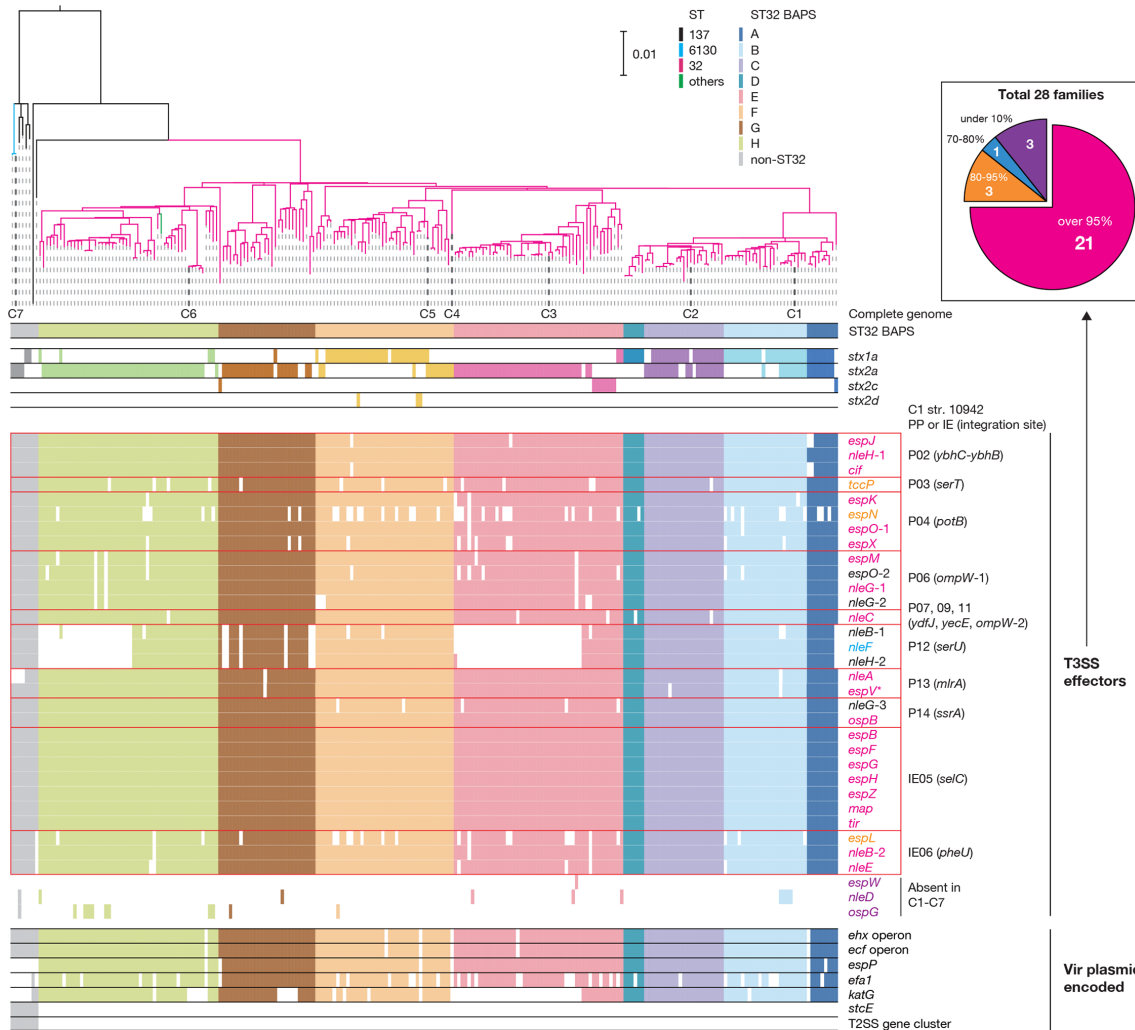 ST
137
6130
32
others
0.01
ST32 BAPS
A
B
C
D
E
F
G
H
non-ST32
Total 28 families
under 10%
70-80%
3
1
80-95%
3
over 95%
21
C7
C6
C5
C4
C3
C2
C1
Complete genome
ST32 BAPS
stx1a
stx2a
stx2c
stx2d
C1 str. 10942
PP or IE (integration site)
espJ
nleH-1
cif
P02 (ybhC-ybhB)
tccP
P03 (serT)
espK
espN
espO-1
espX
P04 (potB)
espM
espO-2
nleG-1
nleG-2
P06 (ompW-1)
nleC
P07, 09, 11
(ydfJ, yecE, ompW-2)
nleB-1
nleF
nleH-2
P12 (serU)
nleA
espV*
P13 (mlrA)
nleG-3
ospB
P14 (ssrA)
espB
espF
espG
espH
espZ
map
tir
IE05 (selC)
espL
nleB-2
nleE
IE06 (pheU)
espW
nleD
ospG
Absent in
C1-C7
T3SS
effectors
ehx operon
ecf operon
espP
efa1
katG
stcE
T2SS gene cluster
Vir plasmid
encoded